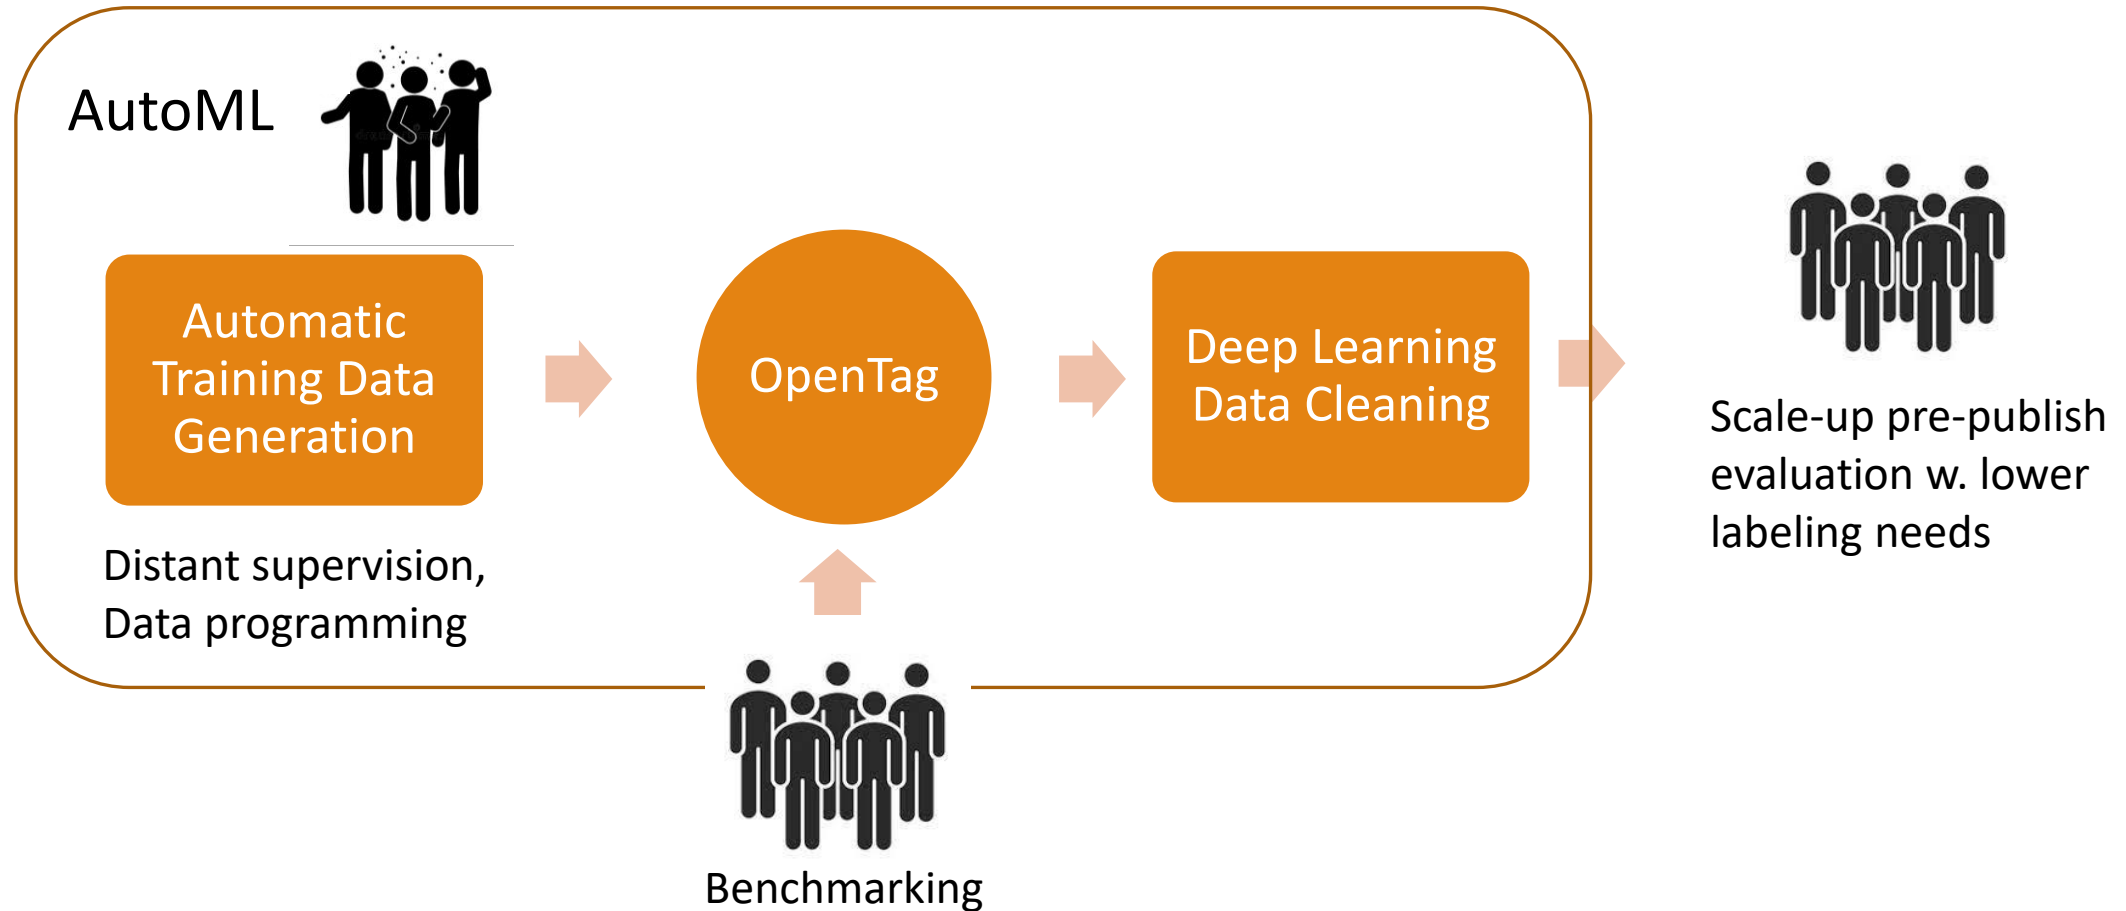 AutoML
Automatic
Training Data
Generation
Distant supervision,
Data programming
OpenTag
Deep Learning
Data Cleaning
Scale-up pre-publish
evaluation w. lower
labeling needs
Benchmarking